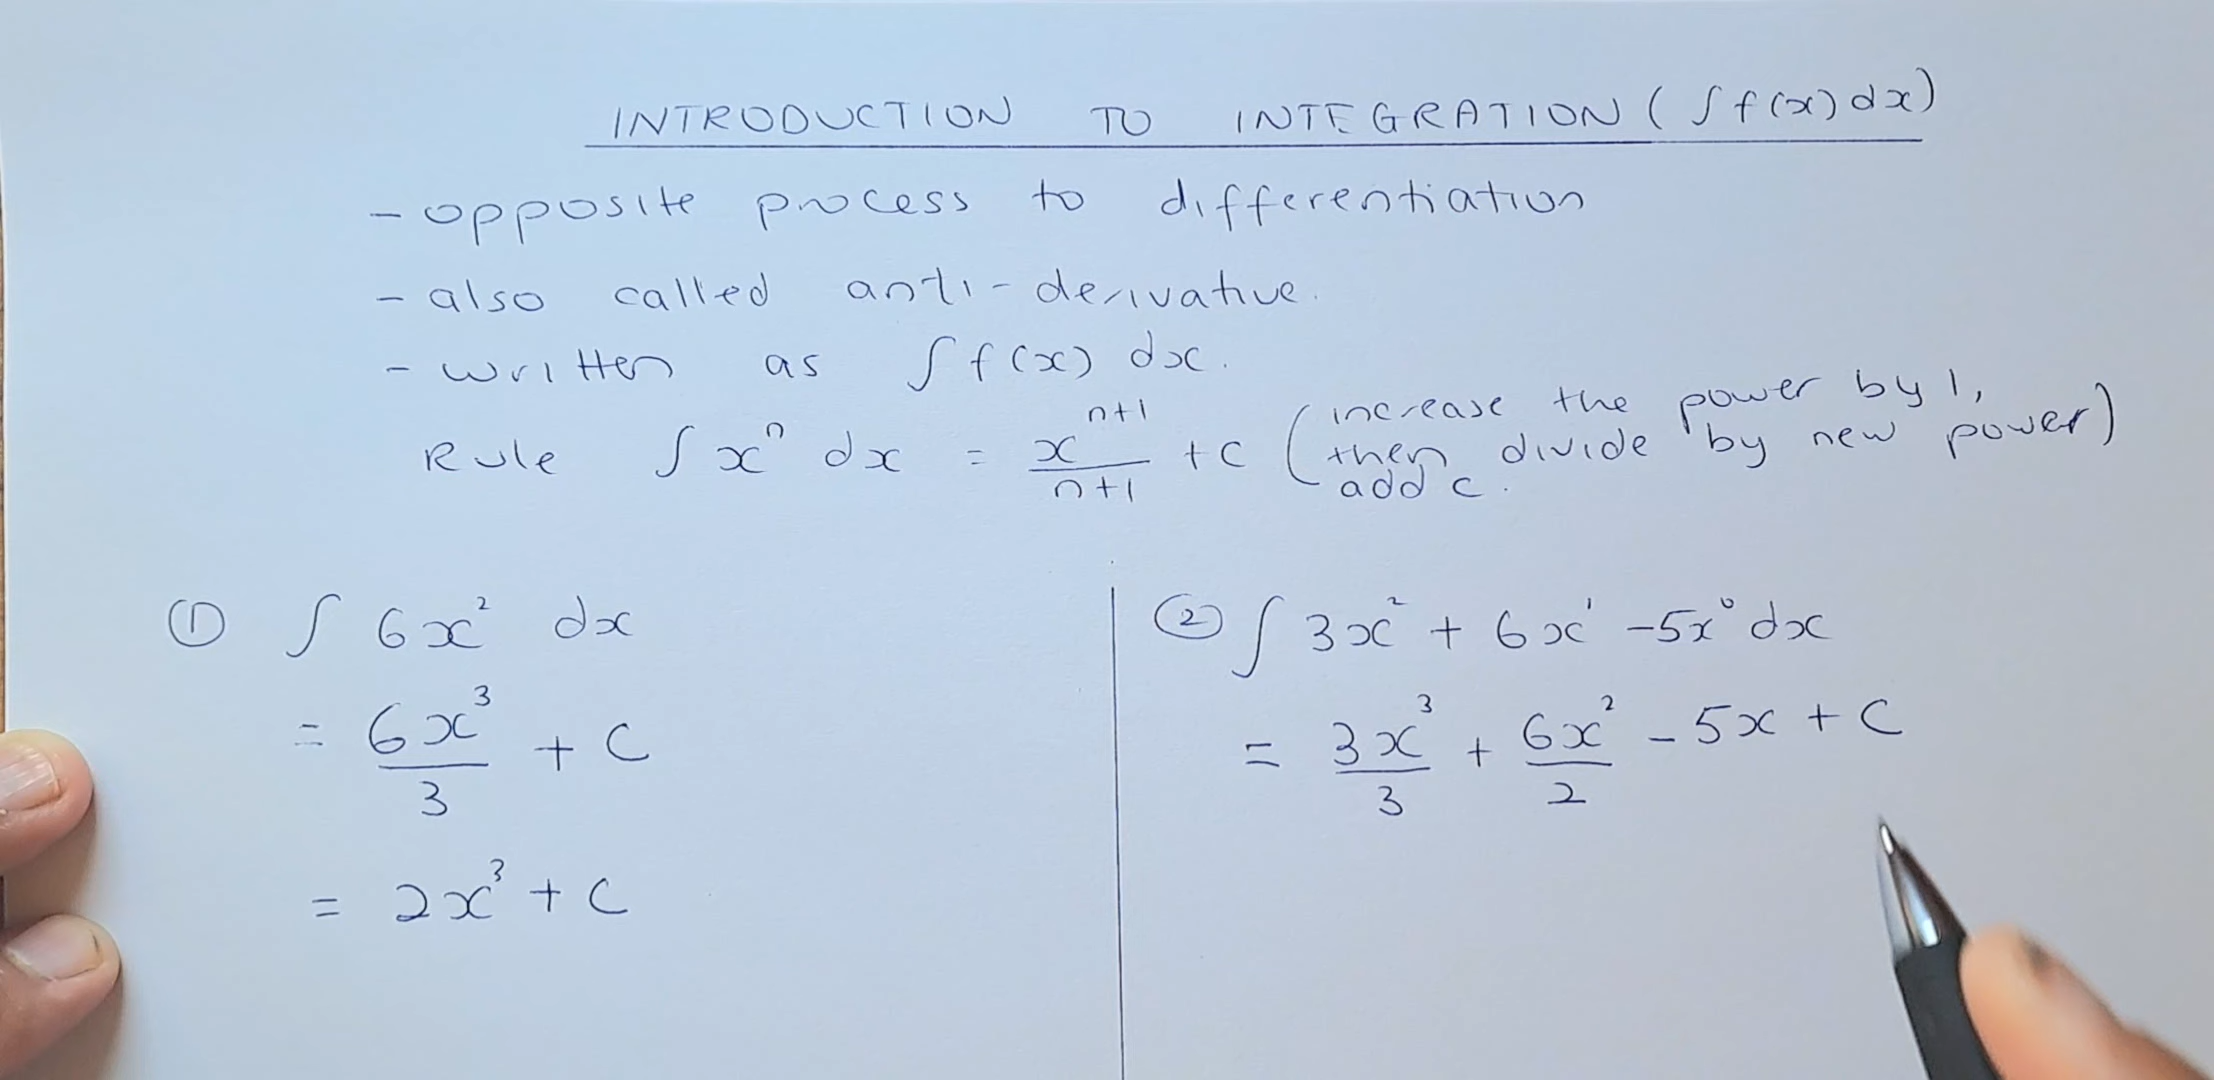 INTRODUCTION TO INTEGRATION (∫f(x)dx)
- opposite process to differentiation
- also called anti-derivative.
- written as ∫f(x) dx.
Rule ∫xⁿ dx = xⁿ⁺¹/n+1 + c (increase the power by 1,
then divide by new power)
add c.
① ∫ 6x² dx
= 6x³/3 + C
= 2x³ + C
② ∫ 3x² + 6x¹ - 5x⁰ dx
= 3x³/3 + 6x²/2 - 5x + C